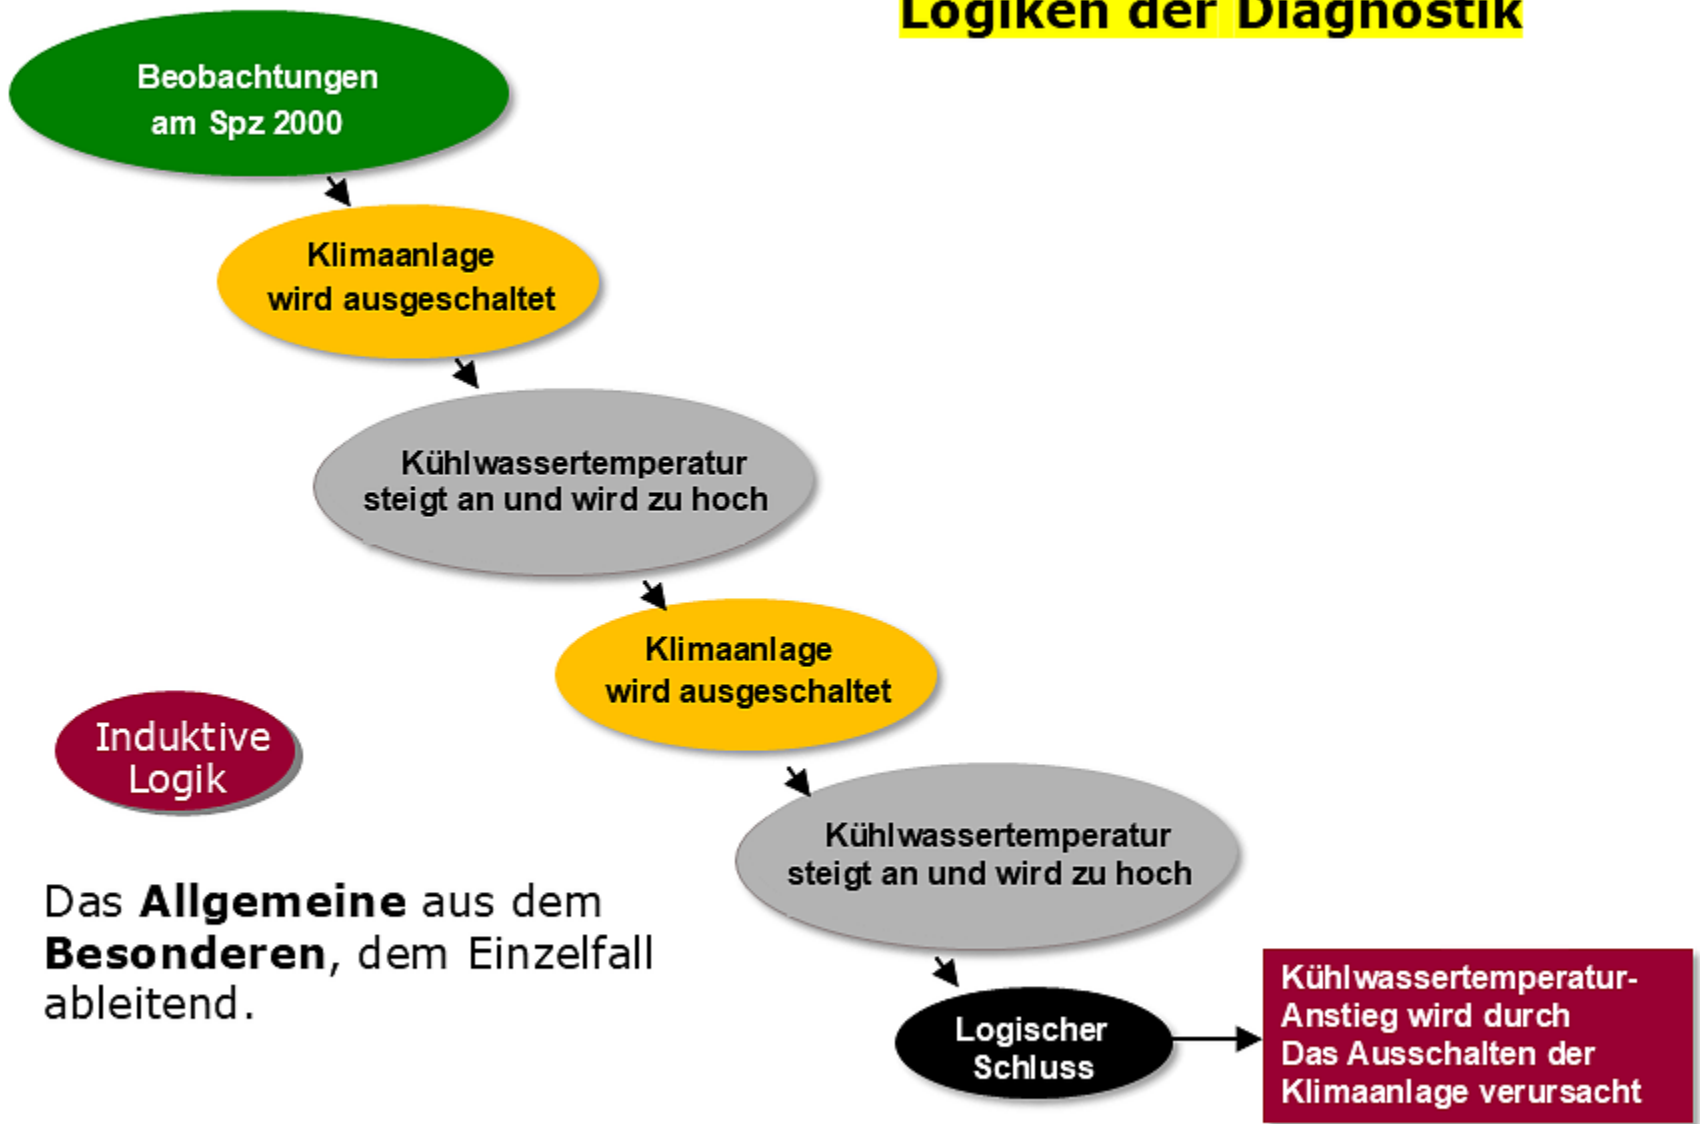 Logiken der Diagnostik
Beobachtungen
am Spz 2000
Klimaanlage
wird ausgeschaltet
Kühlwassertemperatur
steigt an und wird zu hoch
Klimaanlage
wird ausgeschaltet
Induktive
Logik
Kühlwassertemperatur
steigt an und wird zu hoch
Das Allgemeine aus dem
Besonderen, dem Einzelfall
ableitend.
Logischer
Schluss
Kühlwassertemperatur-
Anstieg wird durch
Das Ausschalten der
Klimaanlage verursacht